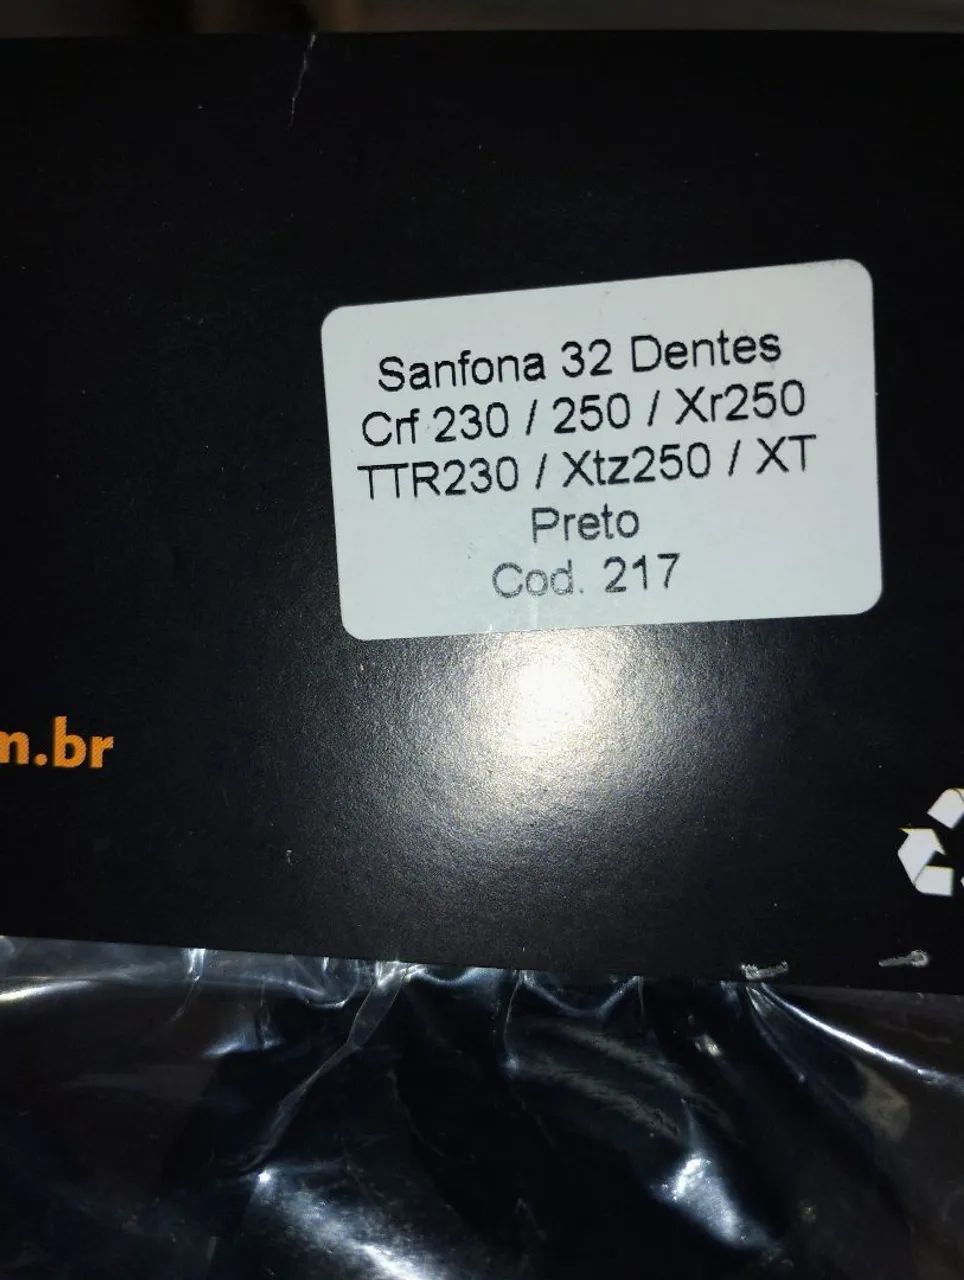 Sanfona 32 Dentes
Crf 230 / 250 / Xr250
TTR230 / Xtz250 / XT
Preto
Cod. 217
m.br